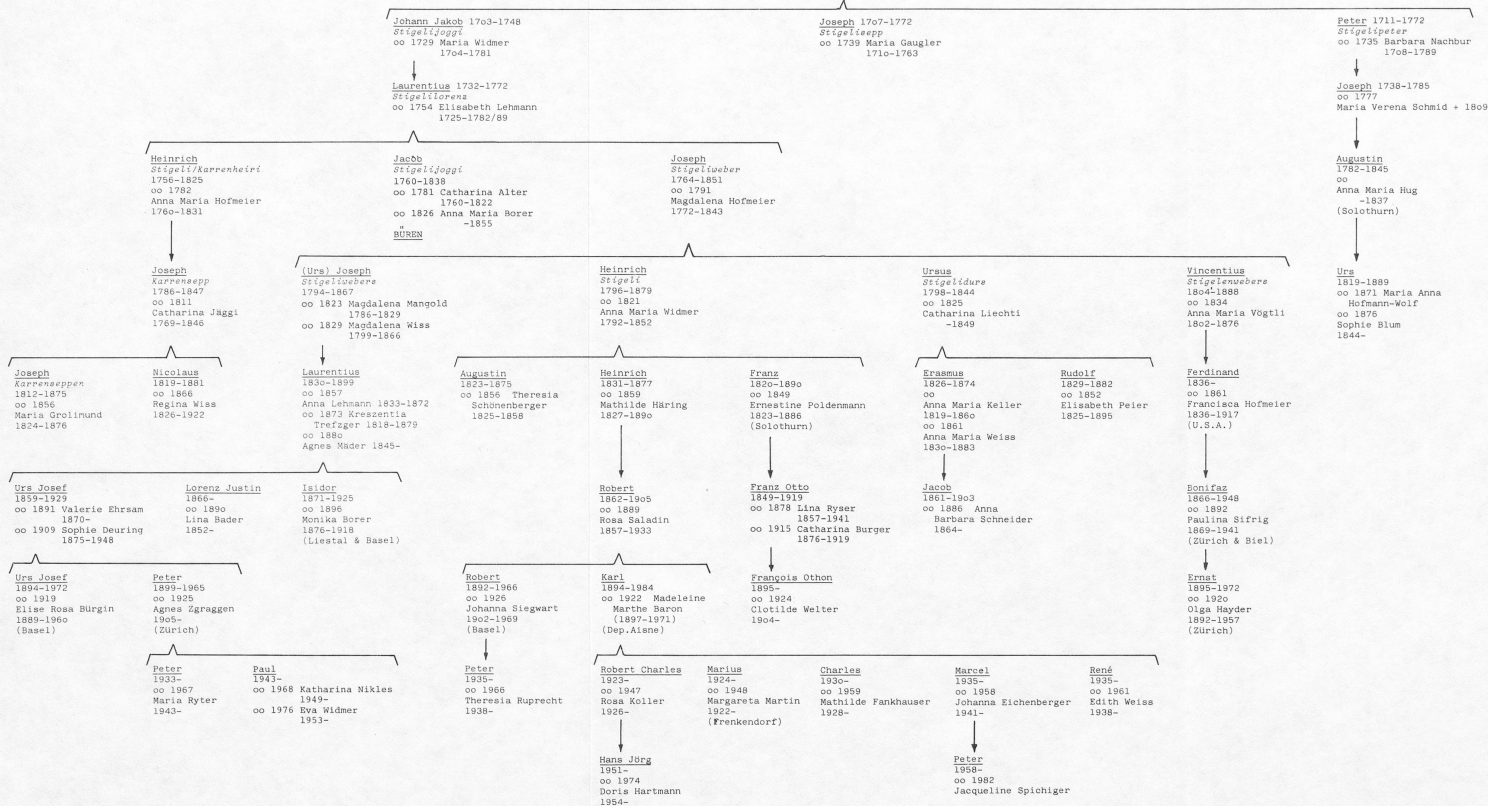 Johann Jakob 17o3-1748
Stigelijoggi
oo 1729 Maria Widmer
17o4-1781
Joseph 17o7-1772
Stigelisepp
oo 1739 Maria Gaugler
171o-1763
Peter 1711-1772
Stigelipeter
oo 1735 Barbara Nachbur
17o8-1789
Laurentius 1732-1772
Stigelilorenz
oo 1754 Elisabeth Lehmann
1725-1782/89
Joseph 1738-1785
oo 1777
Maria Verena Schmid + 18o9
Heinrich
Stigeli/Karrenheiri
1756-1825
oo 1782
Anna Maria Hofmeier
176o-1831
Jacob
Stigelijoggi
1760-1838
oo 1781 Catharina Alter
1760-1822
oo 1826 Anna Maria Borer
-1855
BÜREN
Joseph
Stigeliweber
1764-1851
oo 1791
Magdalena Hofmeier
1772-1843
Augustin
1782-1845
oo
Anna Maria Hug
-1837
(Solothurn)
Joseph
Karrensepp
1786-1847
oo 1811
Catharina Jäggi
1769-1846
(Urs) Joseph
Stigeliwebers
1794-1867
oo 1823 Magdalena Mangold
1786-1829
oo 1829 Magdalena Wiss
1799-1866
Heinrich
Stigeli
1796-1879
oo 1821
Anna Maria Widmer
1792-1852
Ursus
Stigelidurs
1798-1844
oo 1825
Catharina Liechti
-1849
Vincentius
Stigelenwebers
18o4-1888
oo 1834
Anna Maria Vögtli
18o2-1876
Urs
1819-1889
oo 1871 Maria Anna
Hofmann-Wolf
oo 1876
Sophie Blum
1844-
Joseph
Karrenseppen
1812-1875
oo 1856
Maria Grolimund
1824-1876
Nicolaus
1819-1881
oo 1866
Regina Wiss
1826-1922
Laurentius
183o-1899
oo 1857
Anna Lehmann 1833-1872
oo 1873 Kreszentia
Trefzger 1818-1879
oo 188o
Agnes Mäder 1845-
Augustin
1823-1875
oo 1856 Theresia
Schönenberger
1825-1858
Heinrich
1831-1877
oo 1859
Mathilde Häring
1827-189o
Franz
182o-189o
oo 1849
Ernestine Poldenmann
1823-1886
(Solothurn)
Erasmus
1826-1874
oo
Anna Maria Keller
1819-186o
oo 1861
Anna Maria Weiss
183o-1883
Rudolf
1829-1882
oo 1852
Elisabeth Peier
1825-1895
Ferdinand
1836-
oo 1861
Francisca Hofmeier
1836-1917
(U.S.A.)
Urs Josef
1859-1929
oo 1891 Valerie Ehrsam
1870-
oo 1909 Sophie Deuring
1875-1948
Lorenz Justin
1866-
oo 189o
Lina Bader
1852-
Isidor
1871-1925
oo 1896
Monika Borer
1876-1918
(Liestal & Basel)
Robert
1862-19o5
oo 1889
Rosa Saladin
1857-1933
Franz Otto
1849-1919
oo 1878 Lina Ryser
1857-1941
oo 1915 Catharina Burger
1876-1919
Jacob
1861-19o3
oo 1886 Anna
Barbara Schneider
1864-
Bonifaz
1866-1948
oo 1892
Paulina Sifrig
1869-1941
(Zürich & Biel)
Urs Josef
1894-1972
oo 1919
Elise Rosa Bürgin
1889-196o
(Basel)
Peter
1899-1965
oo 1925
Agnes Zgraggen
19o5-
(Zürich)
Robert
1892-1966
oo 1926
Johanna Siegwart
19o2-1969
(Basel)
Karl
1894-1984
oo 1922 Madeleine
Marthe Baron
(1897-1971)
(Dep.Aisne)
François Othon
1895-
oo 1924
Clotilde Welter
19o4-
Ernst
1895-1972
oo 192o
Olga Hayder
1892-1957
(Zürich)
Peter
1933-
oo 1967
Maria Ryter
1943-
Paul
1943-
oo 1968 Katharina Nikles
1949-
oo 1976 Eva Widmer
1953-
Peter
1935-
oo 1966
Theresia Ruprecht
1938-
Robert Charles
1923-
oo 1947
Rosa Koller
1926-
Marius
1924-
oo 1948
Margareta Martin
1922-
(Frenkendorf)
Charles
193o-
oo 1959
Mathilde Fankhauser
1928-
Marcel
1935-
oo 1958
Johanna Eichenberger
1941-
René
1935-
oo 1961
Edith Weiss
1938-
Hans Jörg
1951-
oo 1974
Doris Hartmann
1954-
Peter
1958-
oo 1982
Jacqueline Spichiger